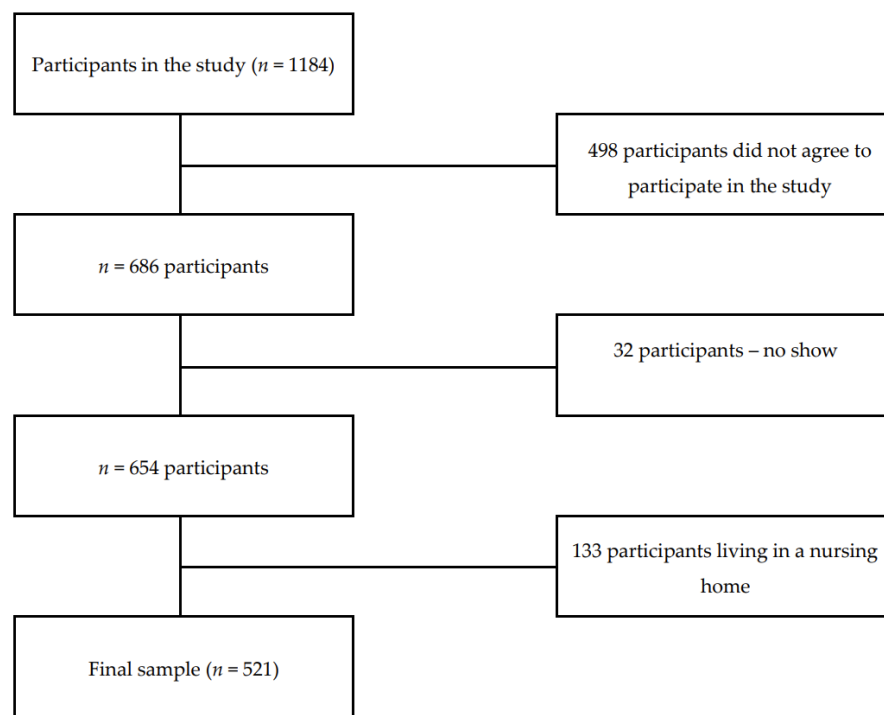 Participants in the study (n = 1184)
498 participants did not agree to
participate in the study
n = 686 participants
32 participants – no show
n = 654 participants
133 participants living in a nursing
home
Final sample (n = 521)